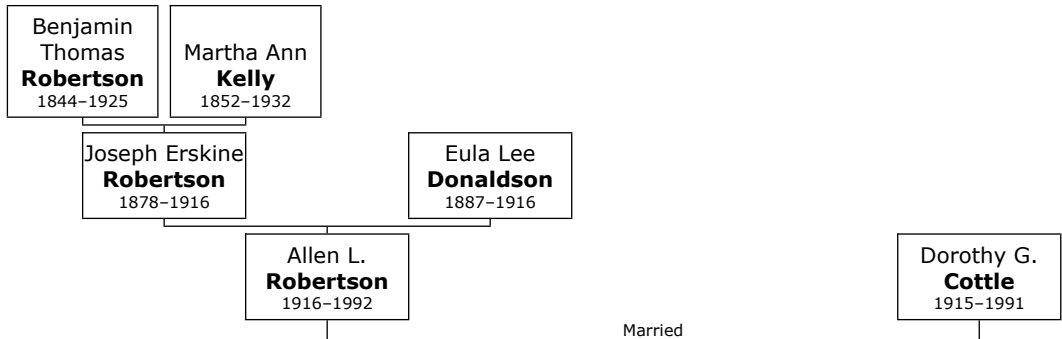 Benjamin
Thomas
Robertson
1844–1925
Martha Ann
Kelly
1852–1932
Joseph Erskine
Robertson
1878–1916
Eula Lee
Donaldson
1887–1916
Allen L.
Robertson
1916–1992
Dorothy G.
Cottle
1915–1991
Married